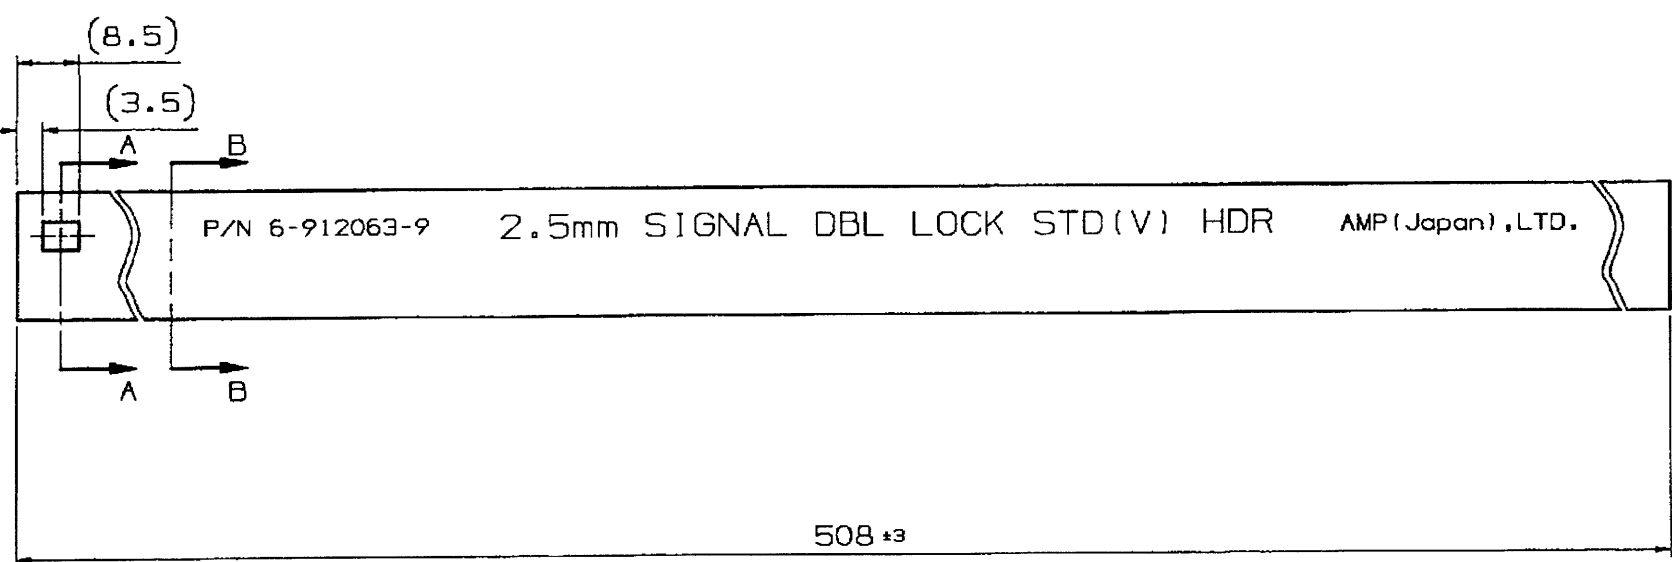 (8.5)
(3.5)
A B
P/N 6-912063-9 2.5mm SIGNAL DBL LOCK STD(V) HDR AMP(Japan),LTD.
A B
508 ±3